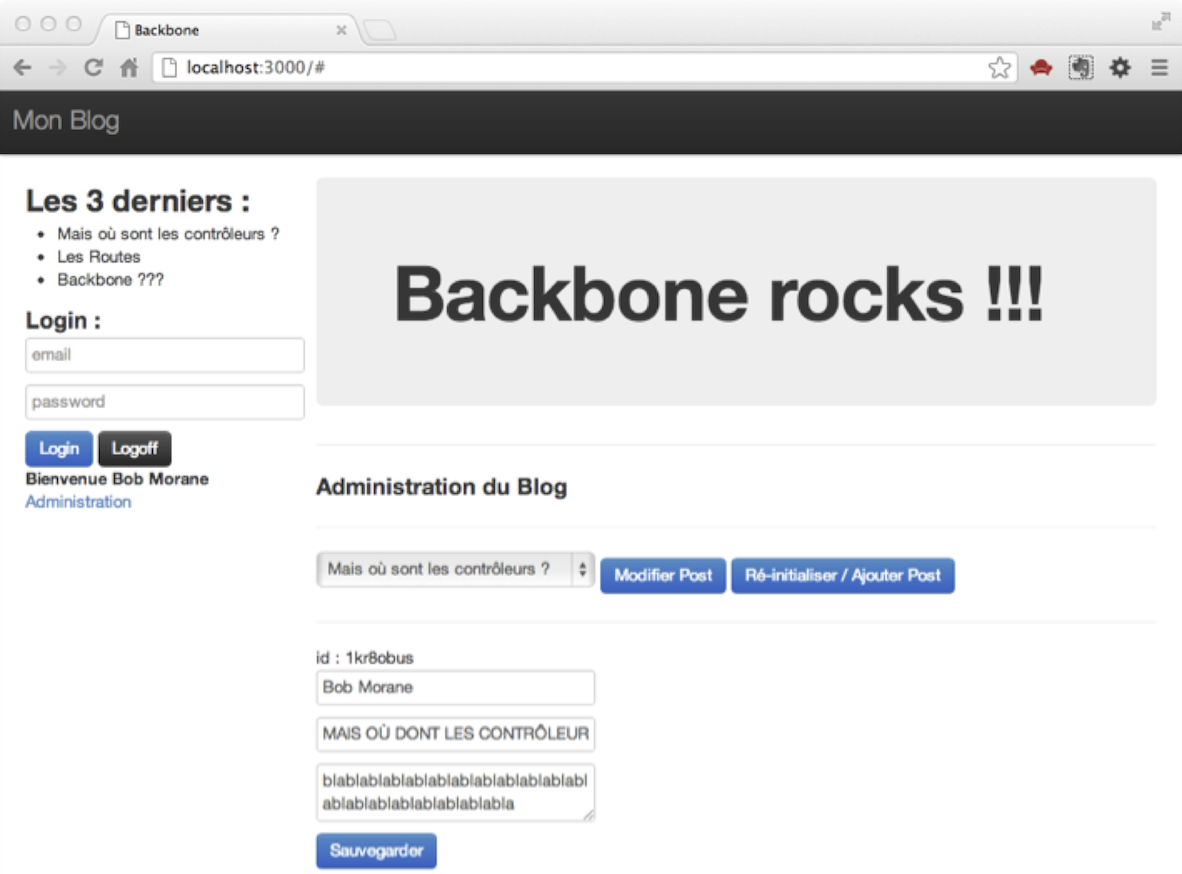 Backbone
localhost:3000/#
Mon Blog
Les 3 derniers :
Mais où sont les contrôleurs ?
Les Routes
Backbone ???
Login :
email
password
Login Logoff
Bienvenue Bob Morane
Administration
Backbone rocks !!!
Administration du Blog
Mais où sont les contrôleurs ? Modifier Post Ré-initialiser / Ajouter Post
id : 1kr8obus
Bob Morane
MAIS OÙ DONT LES CONTRÔLEUR
blablablablablablablablablablablabl
ablablablablablablablabla
Sauvegarder